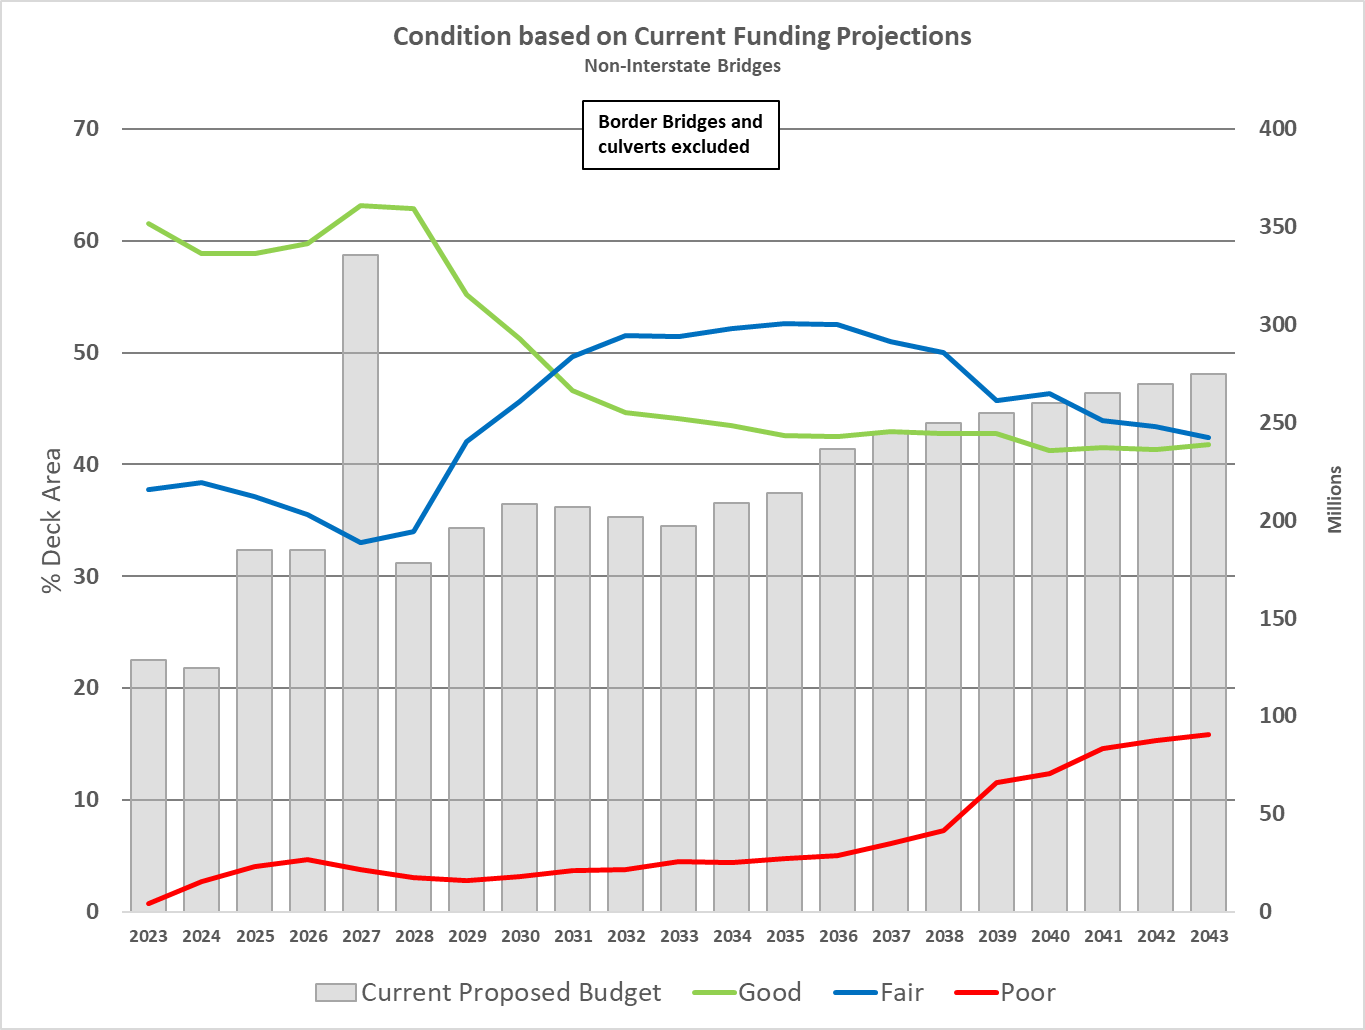 Condition based on Current Funding Projections
Non-Interstate Bridges
Border Bridges and
culverts excluded
70
60
50
40
30
20
10
0
% Deck Area
400
350
300
250
200
150
100
50
0
Millions
2023 2024 2025 2026 2027 2028 2029 2030 2031 2032 2033 2034 2035 2036 2037 2038 2039 2040 2041 2042 2043
Current Proposed Budget Good Fair Poor